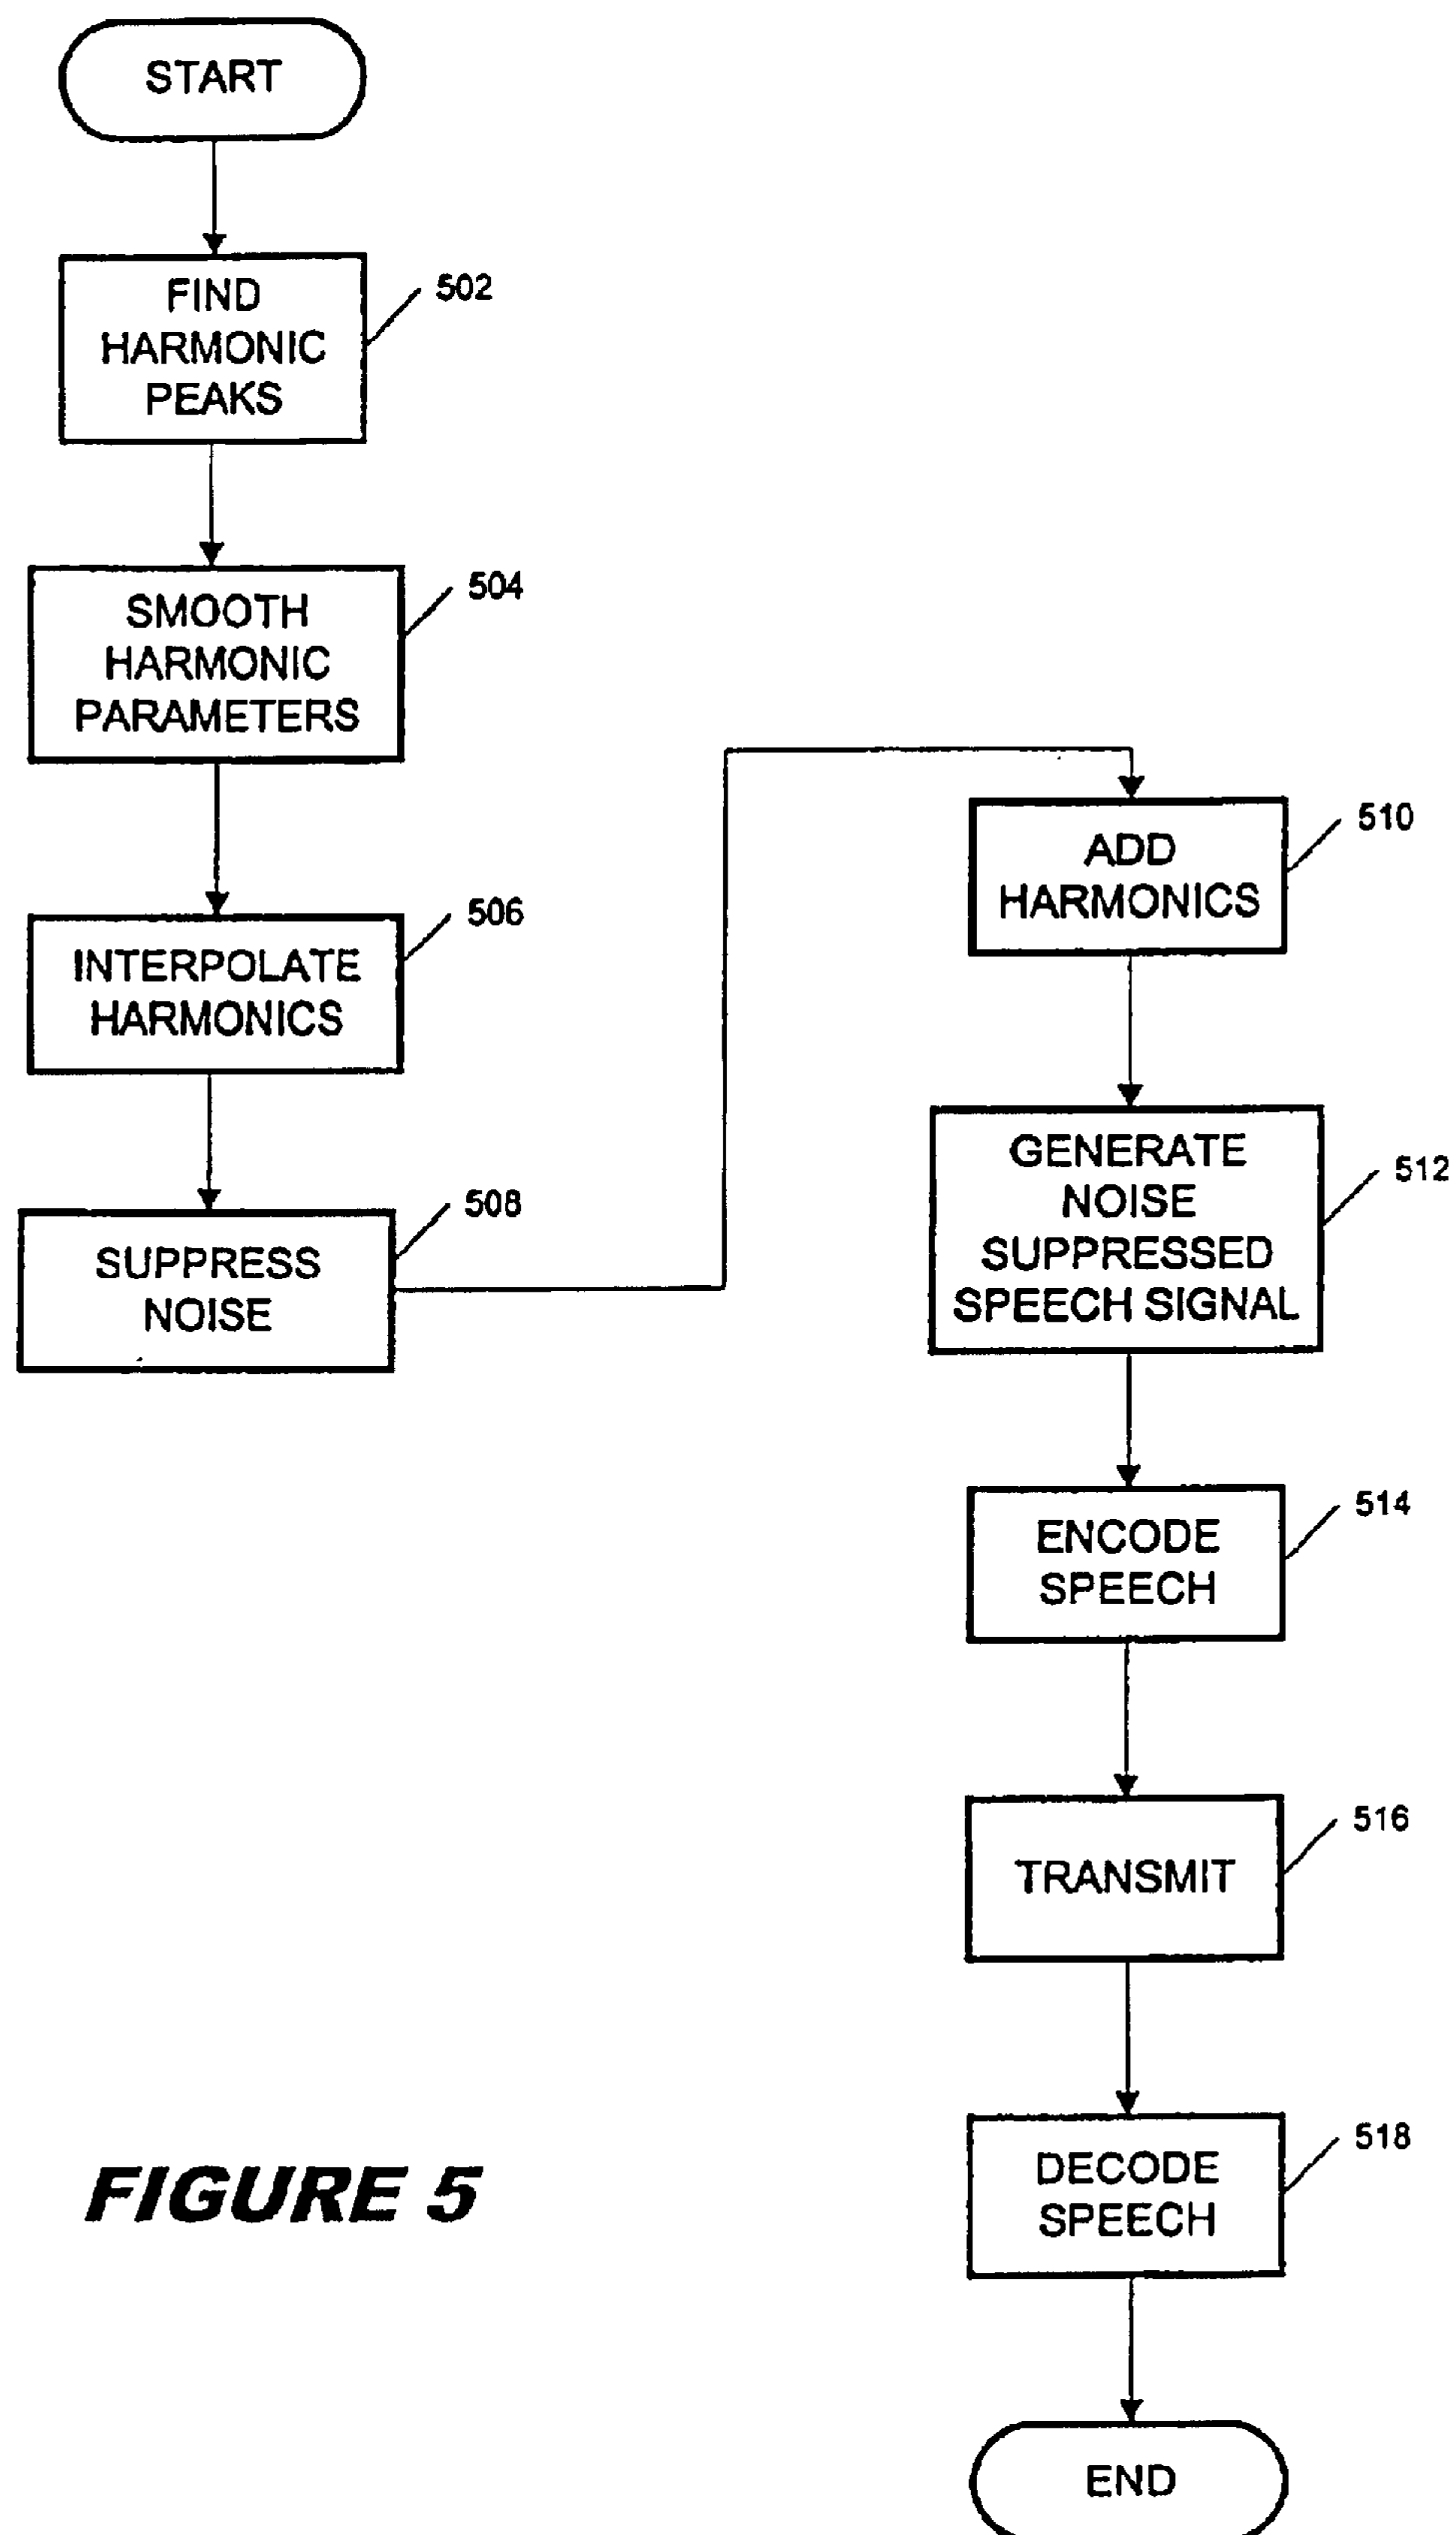 START
FIND
HARMONIC
PEAKS
502
SMOOTH
HARMONIC
PARAMETERS
504
INTERPOLATE
HARMONICS
506
SUPPRESS
NOISE
508
ADD
HARMONICS
510
GENERATE
NOISE
SUPPRESSED
SPEECH SIGNAL
512
ENCODE
SPEECH
514
TRANSMIT
516
DECODE
SPEECH
518
END
FIGURE 5